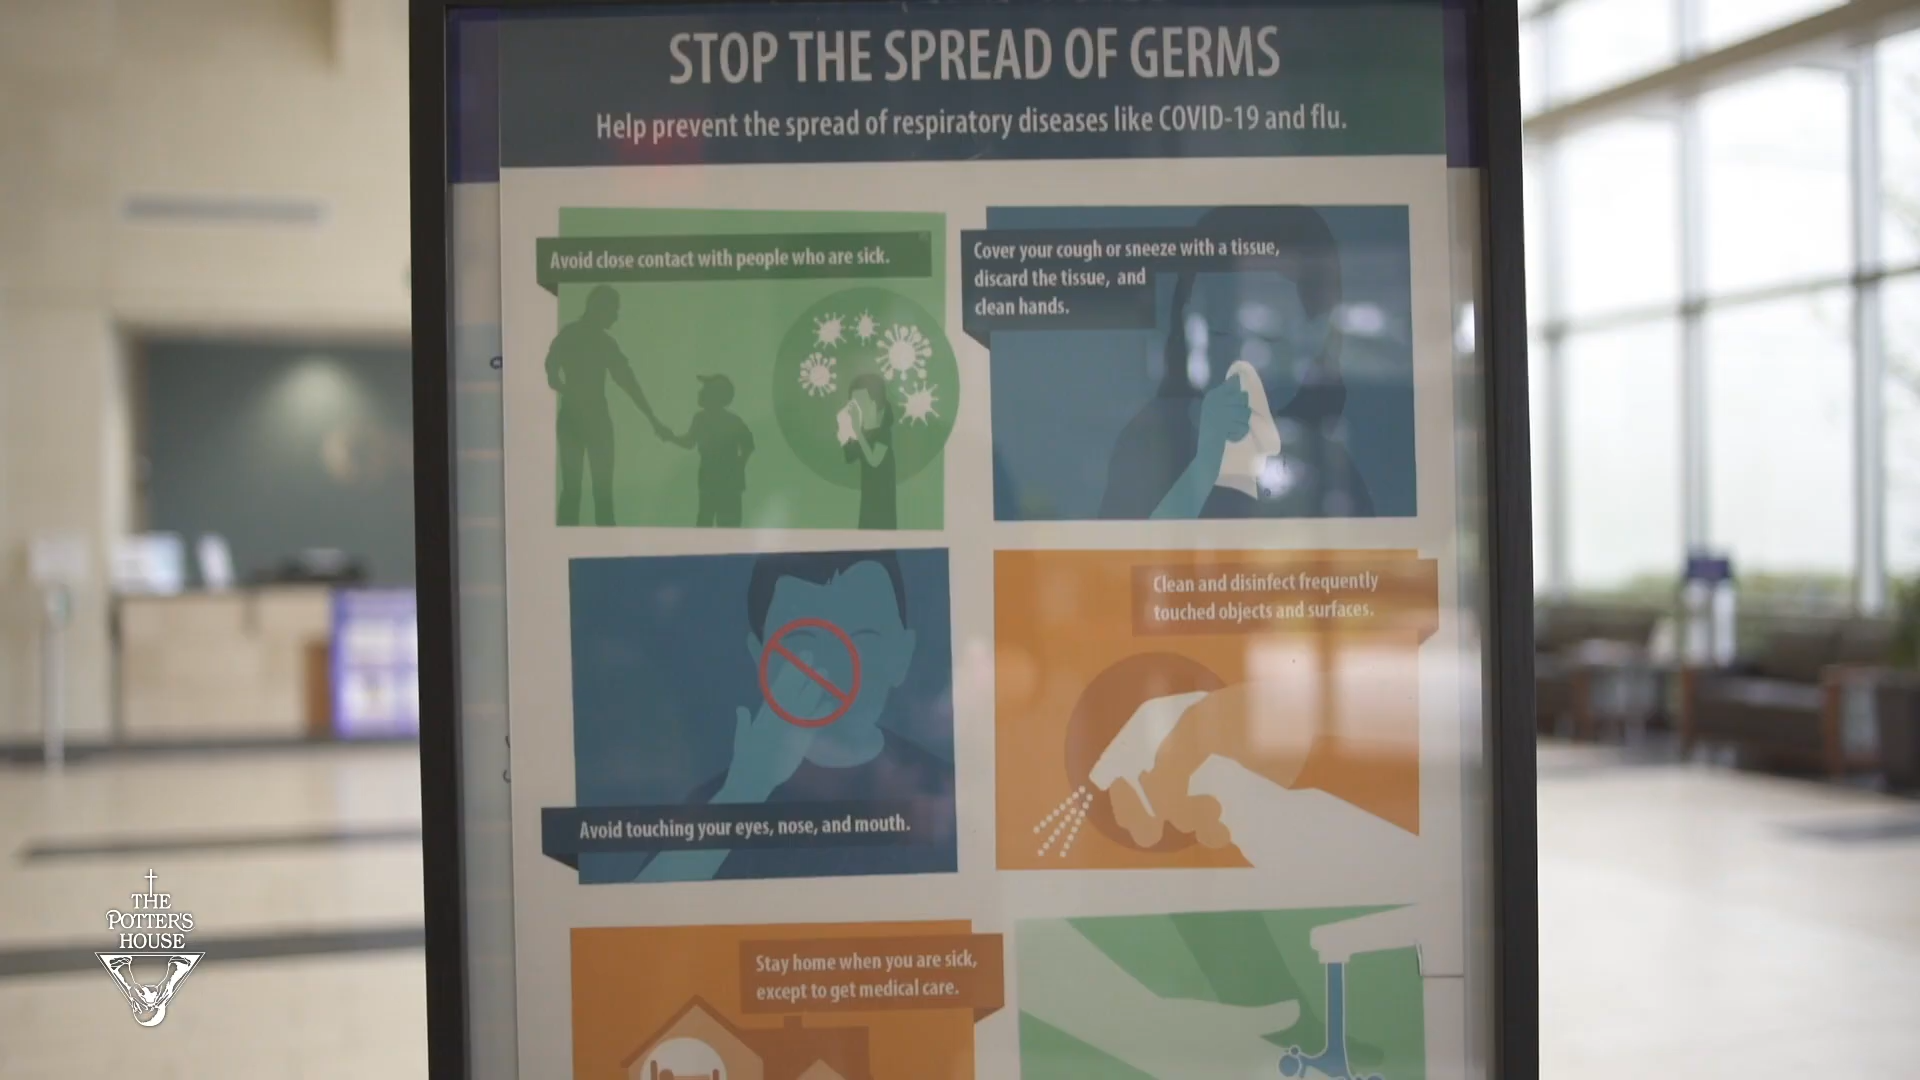 STOP THE SPREAD OF GERMS
Help prevent the spread of respiratory diseases like COVID-19 and flu.
Avoid close contact with people who are sick.
Cover your cough or sneeze with a tissue,
discard the tissue, and
clean hands.
Avoid touching your eyes, nose, and mouth.
Clean and disinfect frequently
touched objects and surfaces.
Stay home when you are sick,
except to get medical care.
THE
POTTER'S
HOUSE